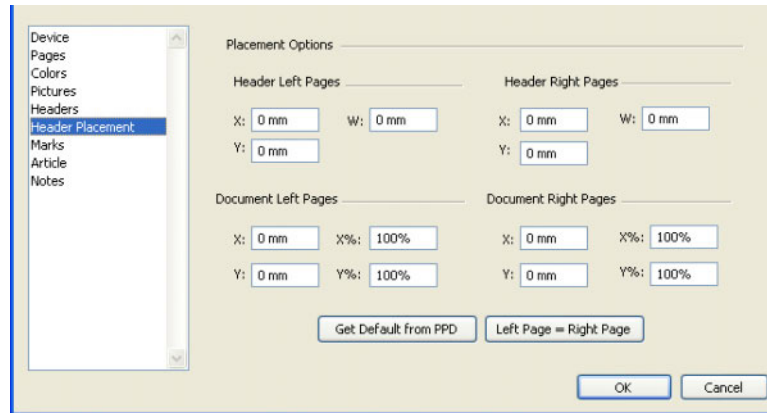 Device
Pages
Colors
Pictures
Headers
Header Placement
Marks
Article
Notes
Placement Options
Header Left Pages
X: 0 mm W: 0 mm
Y: 0 mm
Header Right Pages
X: 0 mm W: 0 mm
Y: 0 mm
Document Left Pages
X: 0 mm X%: 100%
Y: 0 mm Y%: 100%
Document Right Pages
X: 0 mm X%: 100%
Y: 0 mm Y%: 100%
Get Default from PPD
Left Page = Right Page
OK
Cancel